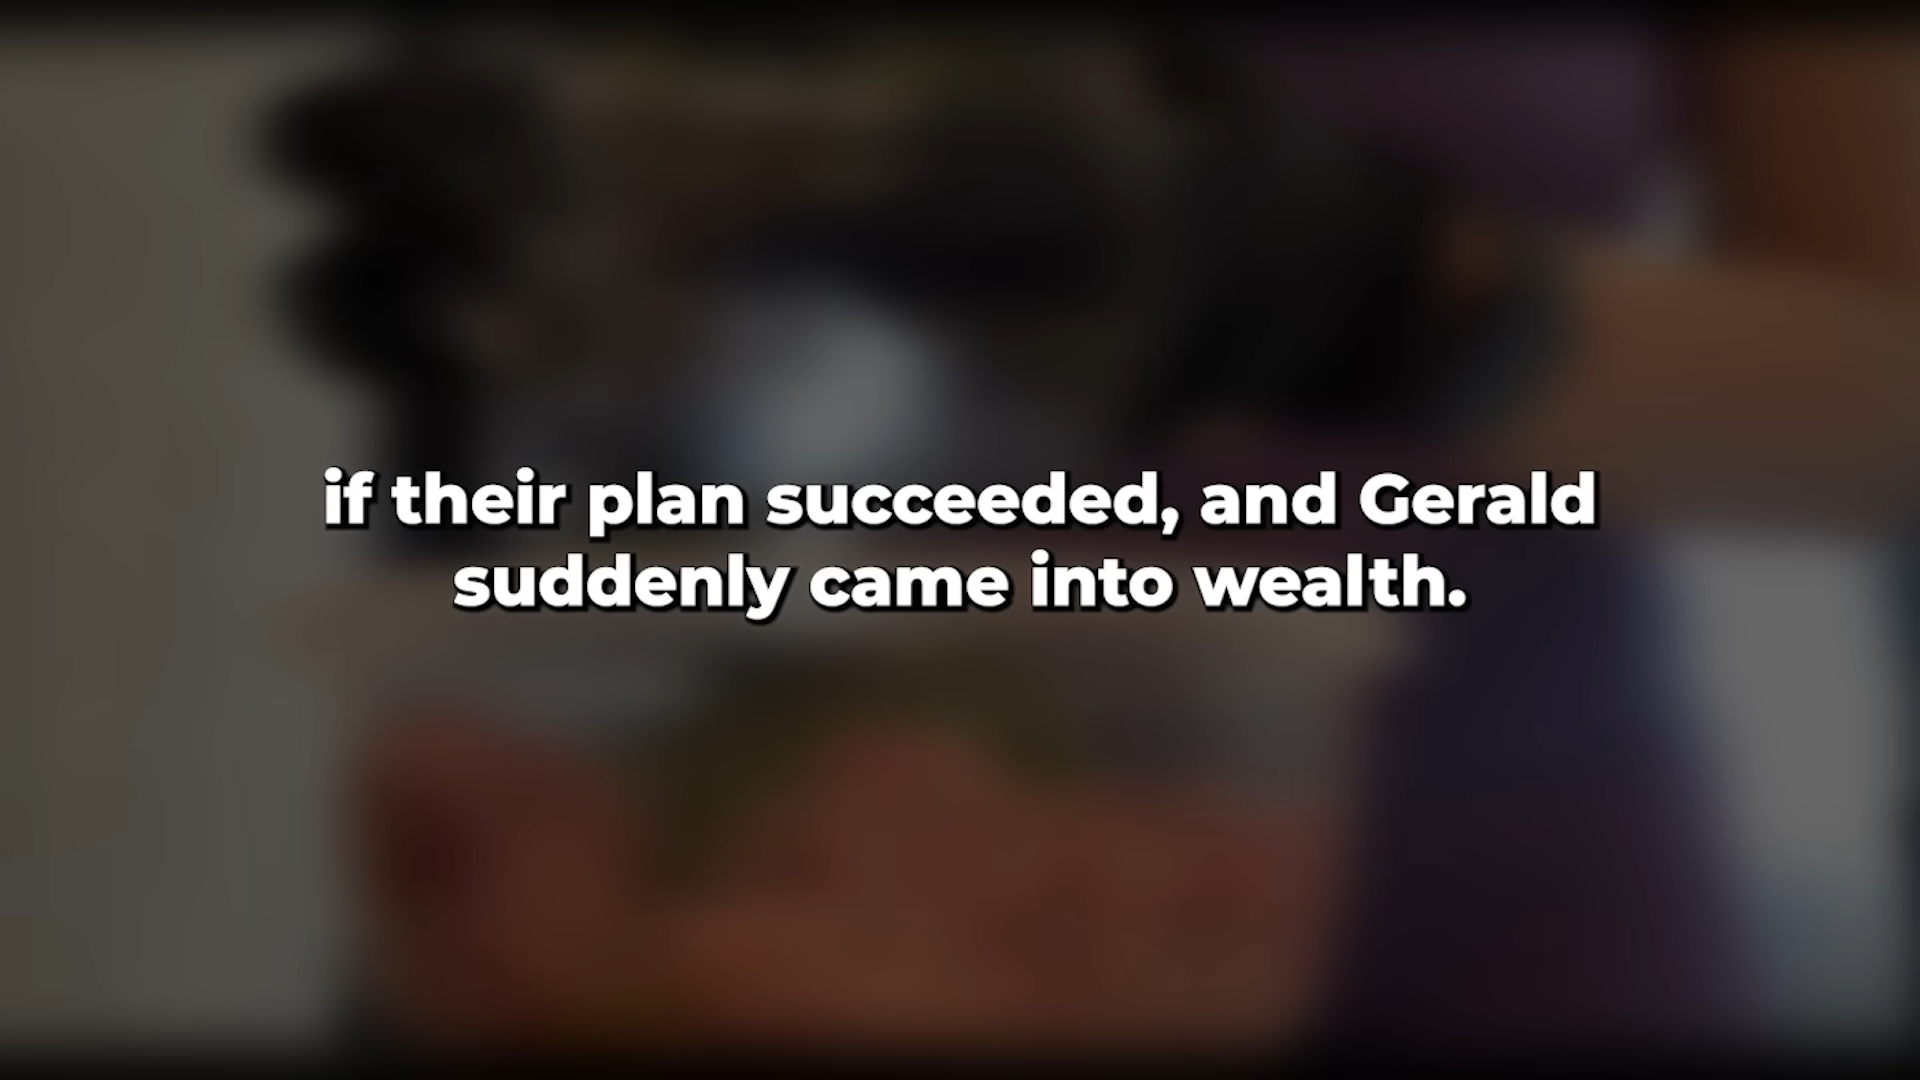 if their plan succeeded, and Gerald
suddenly came into wealth.